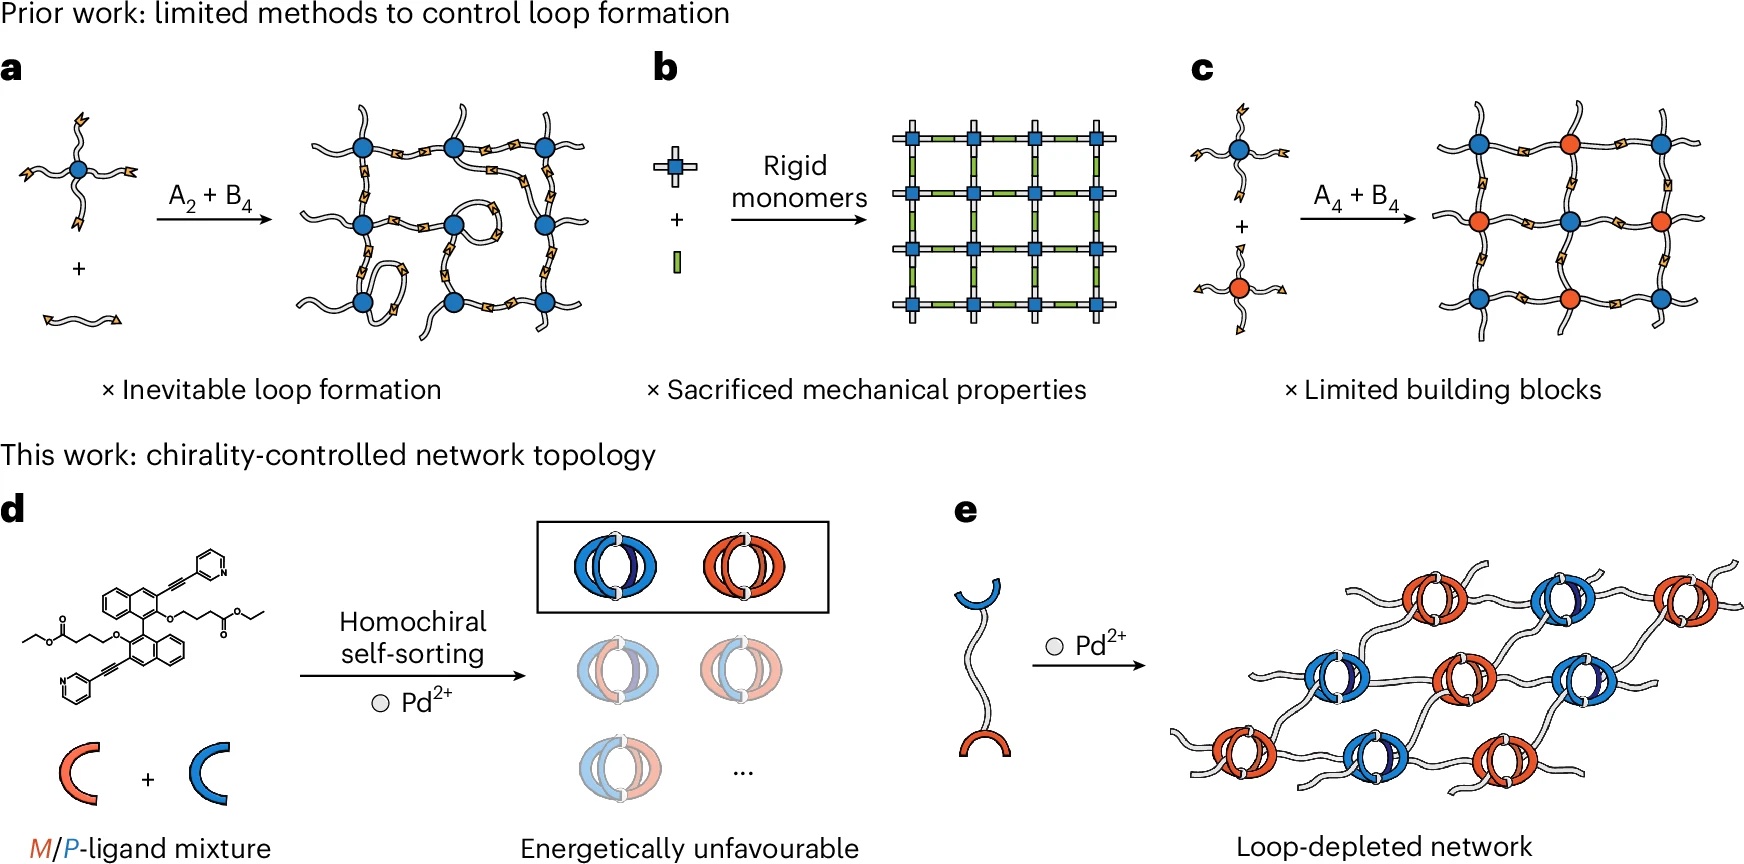 Prior work: limited methods to control loop formation
a
b
c
A2 + B4
+
Rigid
monomers
+
A4 + B4
+
× Inevitable loop formation
× Sacrificed mechanical properties
× Limited building blocks
This work: chirality-controlled network topology
d
e
N
O
O
O
O
O
O
N
Homochiral
self-sorting
Pd2+
Pd2+
+
...
M/P-ligand mixture
Energetically unfavourable
Loop-depleted network